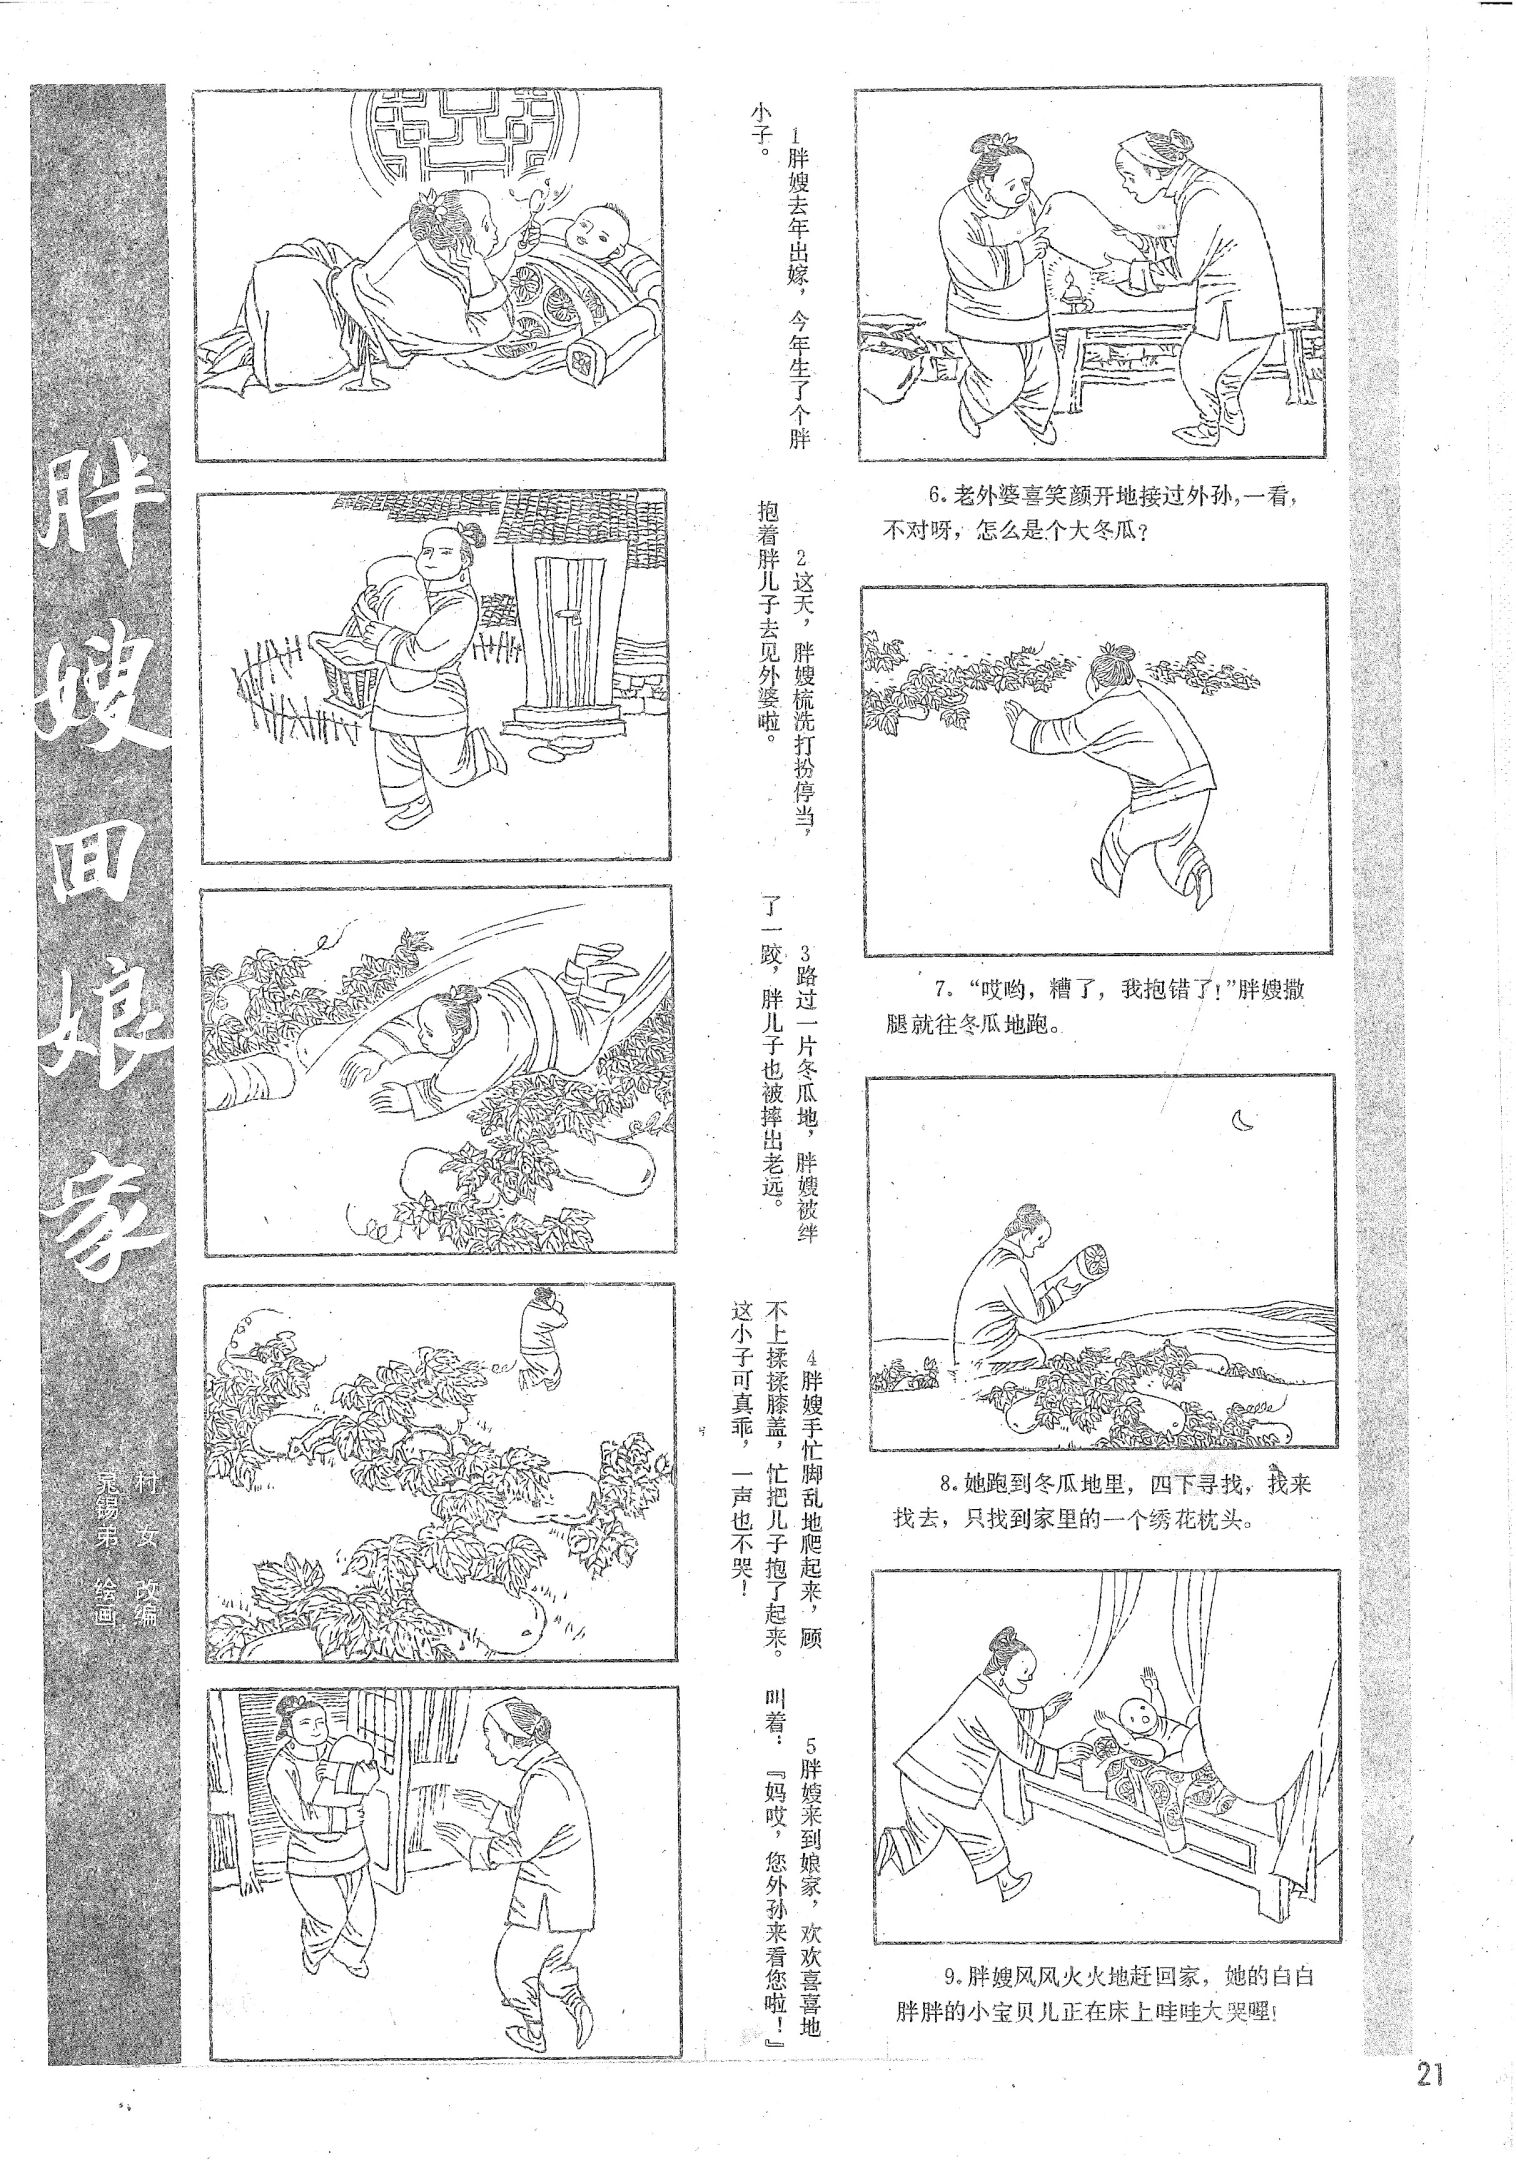 胖嫂回娘家
村女 改编
晁锡弟 绘画
1胖嫂去年出嫁，今年生了个胖
小子。
2这天，胖嫂梳洗打扮停当，
抱着胖儿子去见外婆啦。
3路过一片冬瓜地，胖嫂被绊
了一跤，胖儿子也被摔出老远。
4胖嫂手忙脚乱地爬起来，顾
不上揉揉膝盖，忙把儿子抱了起来。
这小子可真乖，一声也不哭！
5胖嫂来到娘家，欢欢喜喜地
叫着：『妈哎，您外孙来看您啦！』
6。老外婆喜笑颜开地接过外孙，一看，
不对呀，怎么是个大冬瓜？
7。“哎哟，糟了，我抱错了！”胖嫂撒
腿就往冬瓜地跑。
8。她跑到冬瓜地里，四下寻找，找来
找去，只找到家里的一个绣花枕头。
9。胖嫂风风火火地赶回家，她的白白
胖胖的小宝贝儿正在床上哇哇大哭哩！
21